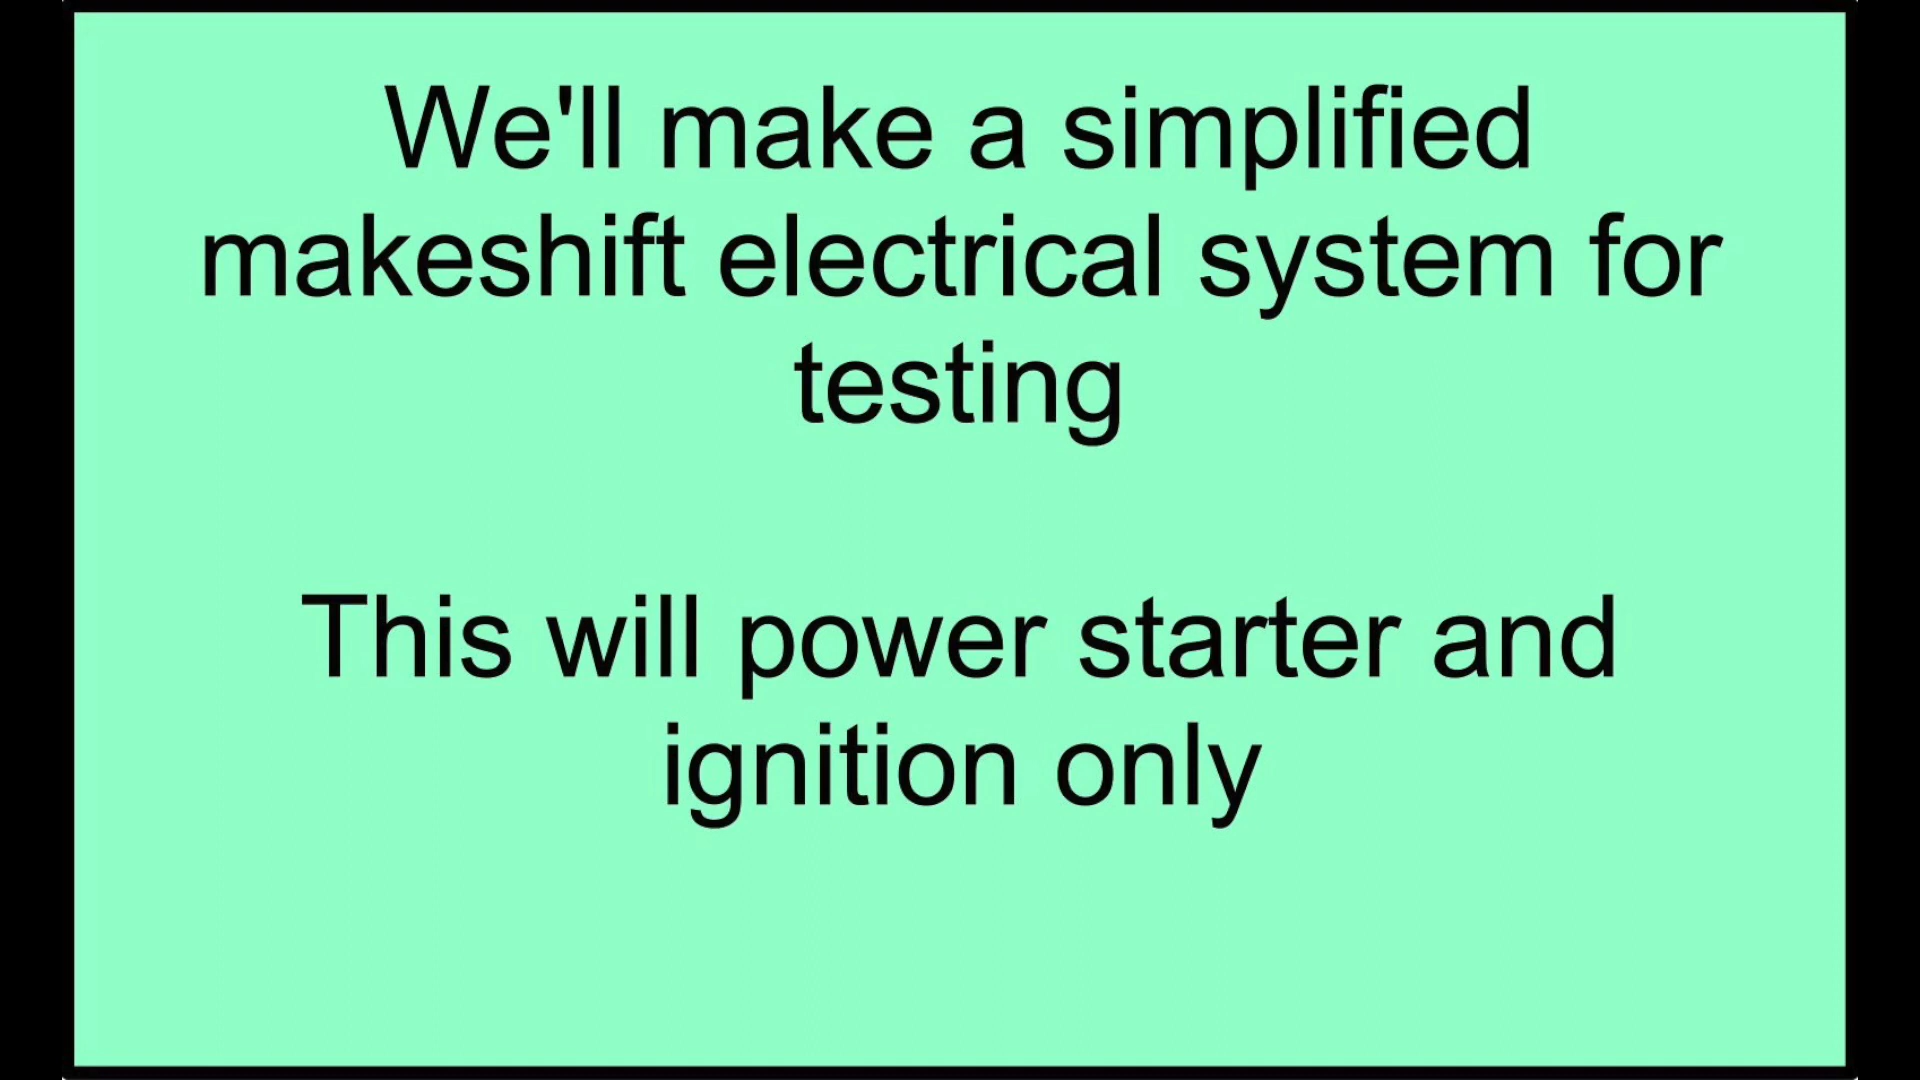 We'll make a simplified
makeshift electrical system for
testing
This will power starter and
ignition only